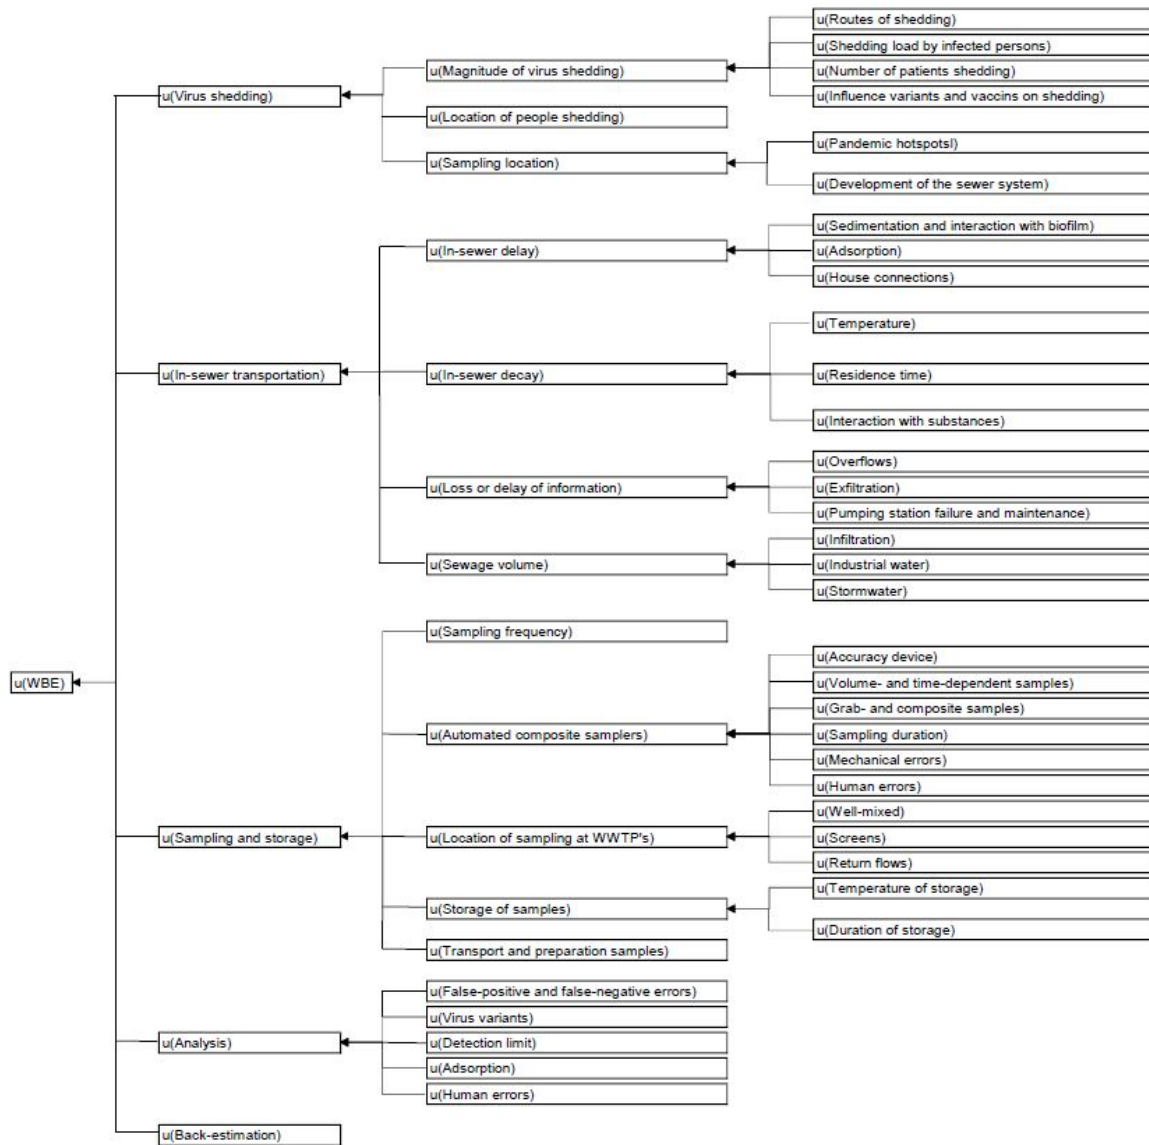 u(Routes of shedding)
u(Shedding load by infected persons)
u(Magnitude of virus shedding)
u(Number of patients shedding)
u(Virus shedding)
u(Influence variants and vaccins on shedding)
u(Location of people shedding)
u(Pandemic hotspotsl)
u(Sampling location)
u(Development of the sewer system)
u(Sedimentation and interaction with biofilm)
u(In-sewer delay)
u(Adsorption)
u(House connections)
u(Temperature)
u(In-sewer transportation)
u(In-sewer decay)
u(Residence time)
u(Interaction with substances)
u(Overflows)
u(Loss or delay of information)
u(Exfiltration)
u(Pumping station failure and maintenance)
u(Infiltration)
u(Sewage volume)
u(Industrial water)
u(Stormwater)
u(Sampling frequency)
u(Accuracy device)
u(WBE)
u(Volume- and time-dependent samples)
u(Grab- and composite samples)
u(Automated composite samplers)
u(Sampling duration)
u(Mechanical errors)
u(Human errors)
u(Well-mixed)
u(Sampling and storage)
u(Location of sampling at WWTP's)
u(Screens)
u(Return flows)
u(Temperature of storage)
u(Storage of samples)
u(Duration of storage)
u(Transport and preparation samples)
u(False-positive and false-negative errors)
u(Virus variants)
u(Analysis)
u(Detection limit)
u(Adsorption)
u(Human errors)
u(Back-estimation)